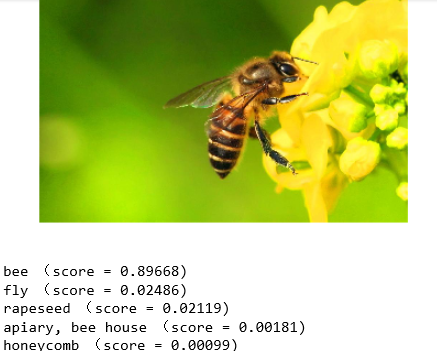 bee （score = 0.89668)
fly （score = 0.02486)
rapeseed （score = 0.02119)
apiary, bee house （score = 0.00181)
honeycomb （score = 0.00099)